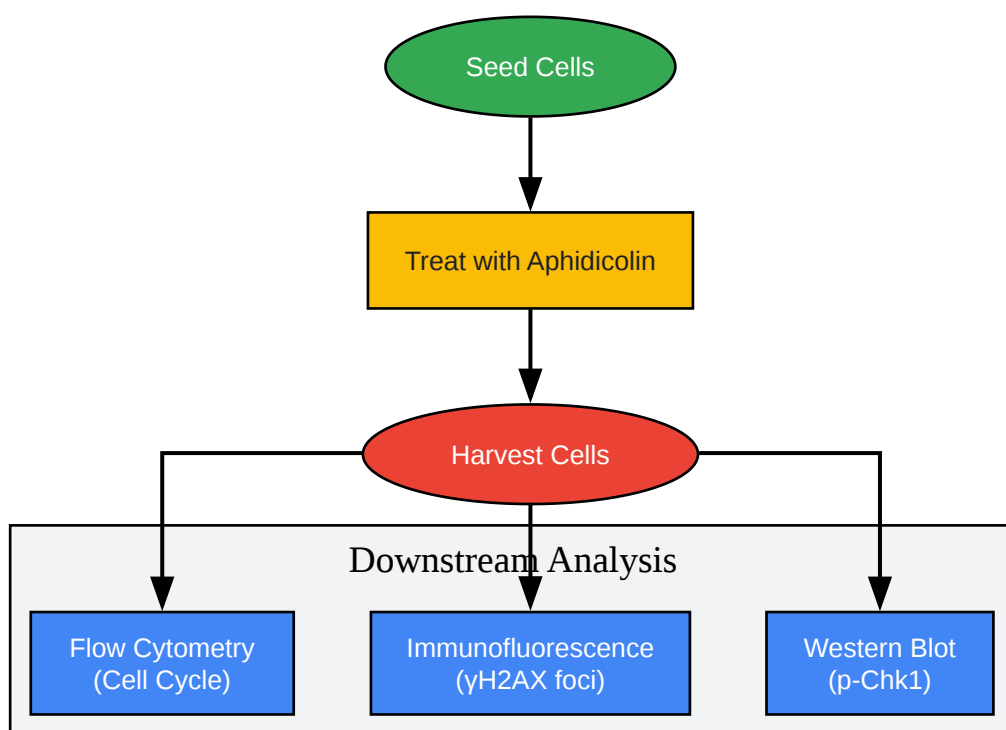 Seed Cells
Treat with Aphidicolin
Harvest Cells
Downstream Analysis
Flow Cytometry
(Cell Cycle)
Immunofluorescence
(γH2AX foci)
Western Blot
(p-Chk1)